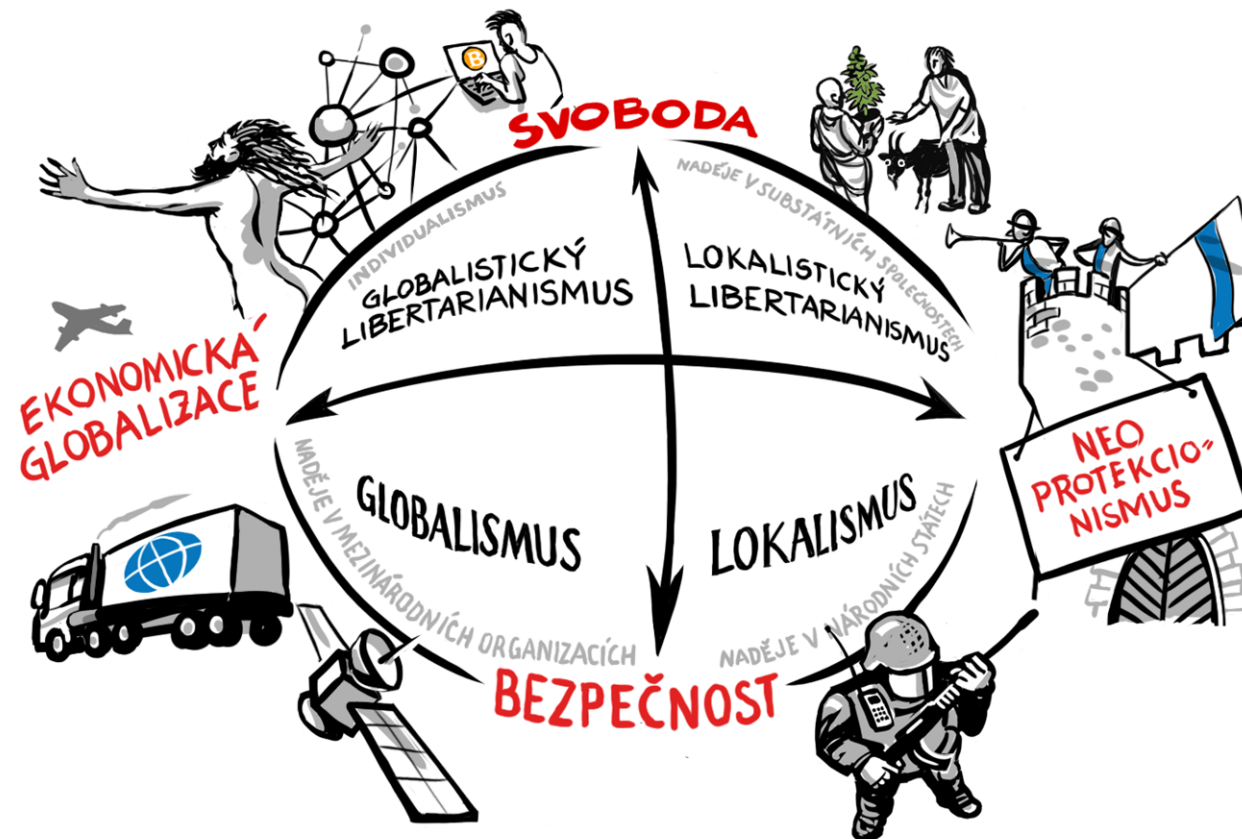 SVOBODA
INDIVIDUALISMUS
NADĚJE V SUBSTÁTNÍCH SPOLEČNOSTECH
GLOBALISTICKÝ
LIBERTARIANISMUS
LOKALISTICKÝ
LIBERTARIANISMUS
EKONOMICKÁ
GLOBALIZACE
NEO
PROTEKCIO=
NISMUS
GLOBALISMUS
LOKALISMUS
NADĚJE V MEZINÁRODNÍCH ORGANIZACÍCH
NADĚJE V NÁRODNÍCH STÁTECH
BEZPEČNOST